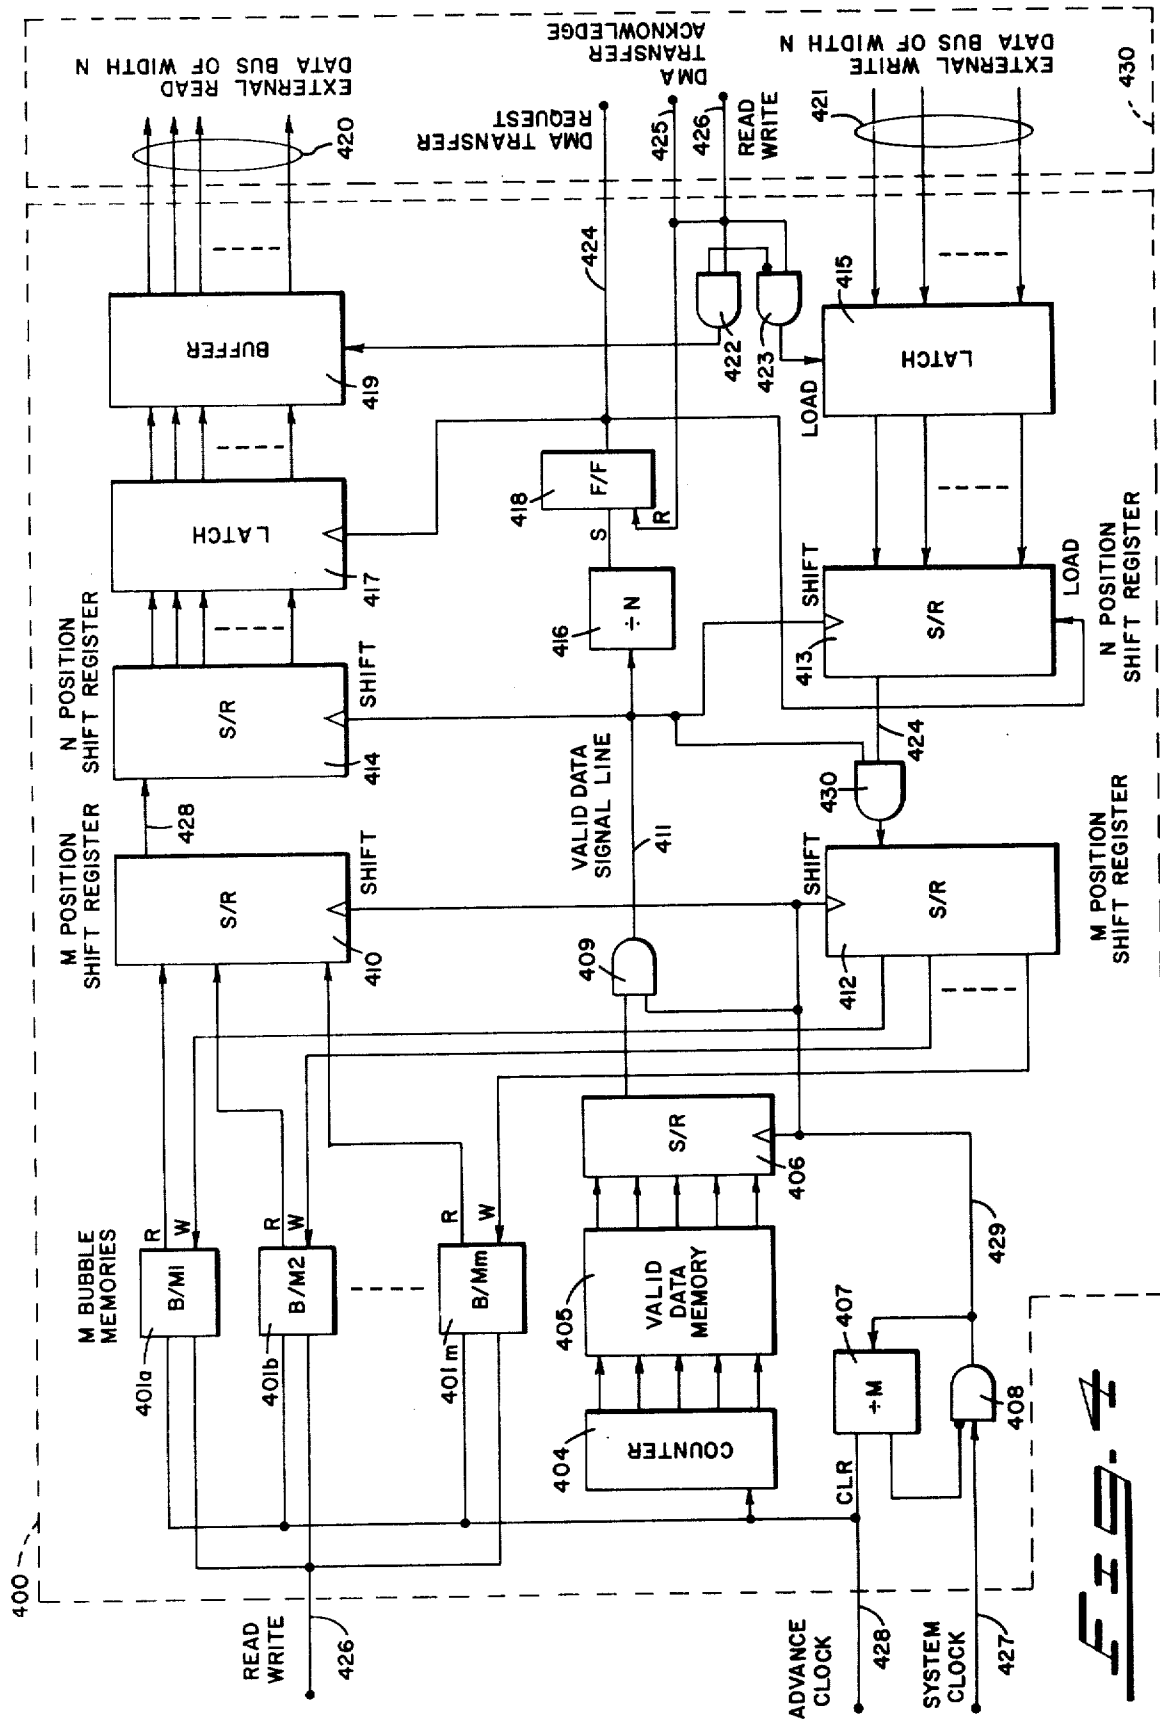 400
READ
WRITE
426
ADVANCE
CLOCK
428
SYSTEM
CLOCK
427
M BUBBLE
MEMORIES
401a
B/M1
R
W
401b
B/M2
R
W
401m
B/Mm
R
W
404
COUNTER
405
VALID
DATA
MEMORY
406
S/R
CLR
407
÷M
408
429
409
M POSITION
SHIFT REGISTER
410
S/R
SHIFT
428
N POSITION
SHIFT REGISTER
414
S/R
SHIFT
417
LATCH
419
BUFFER
420
EXTERNAL READ
DATA BUS OF WIDTH N
VALID DATA
SIGNAL LINE
411
416
÷N
S
418
F/F
R
424
DMA TRANSFER
REQUEST
425
DMA
TRANSFER
ACKNOWLEDGE
426
READ
WRITE
422
423
412
S/R
SHIFT
M POSITION
SHIFT REGISTER
430
424
413
S/R
SHIFT
LOAD
N POSITION
SHIFT REGISTER
LOAD
415
LATCH
421
EXTERNAL WRITE
DATA BUS OF WIDTH N
430
FIG. 4